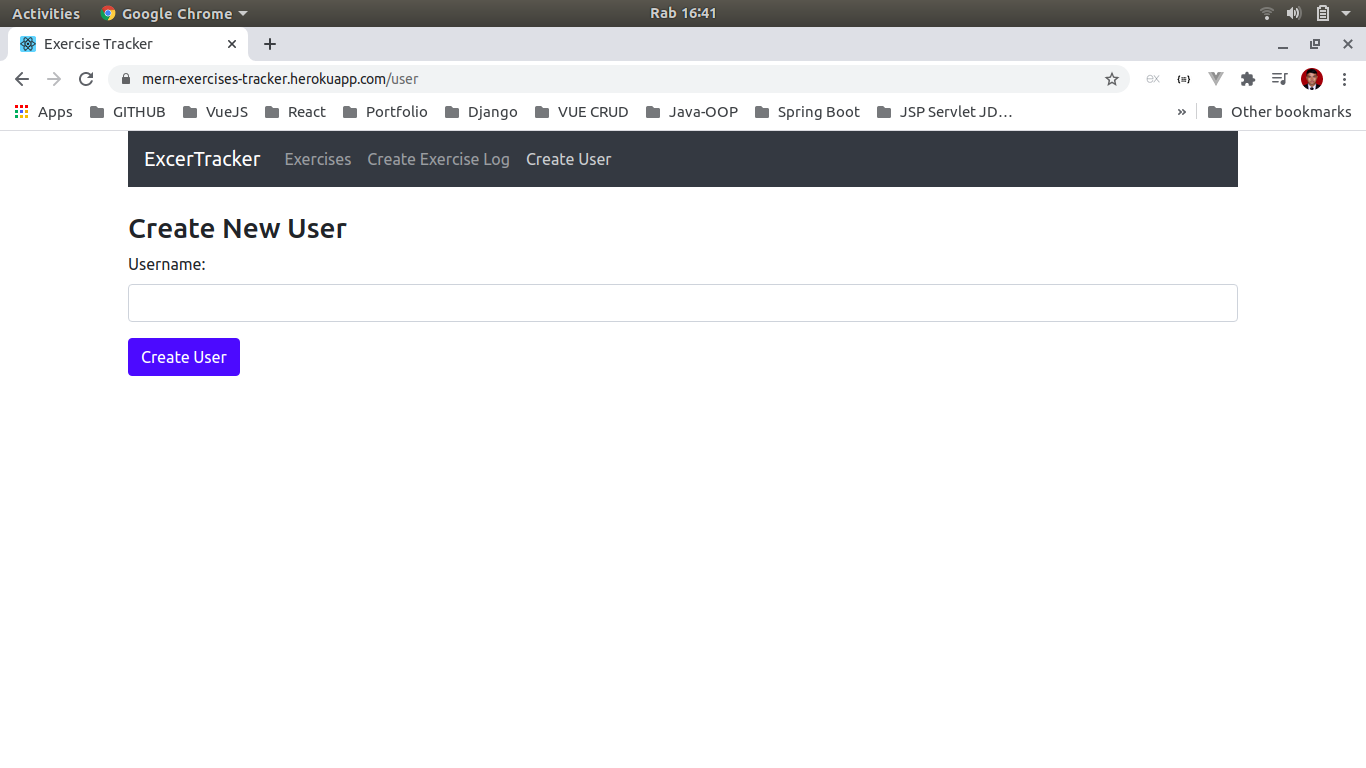 Activities Google Chrome Rab 16:41
Exercise Tracker
mern-exercises-tracker.herokuapp.com/user
Apps GITHUB VueJS React Portfolio Django VUE CRUD Java-OOP Spring Boot JSP Servlet JD... » Other bookmarks
ExcerTracker Exercises Create Exercise Log Create User
Create New User
Username:
Create User